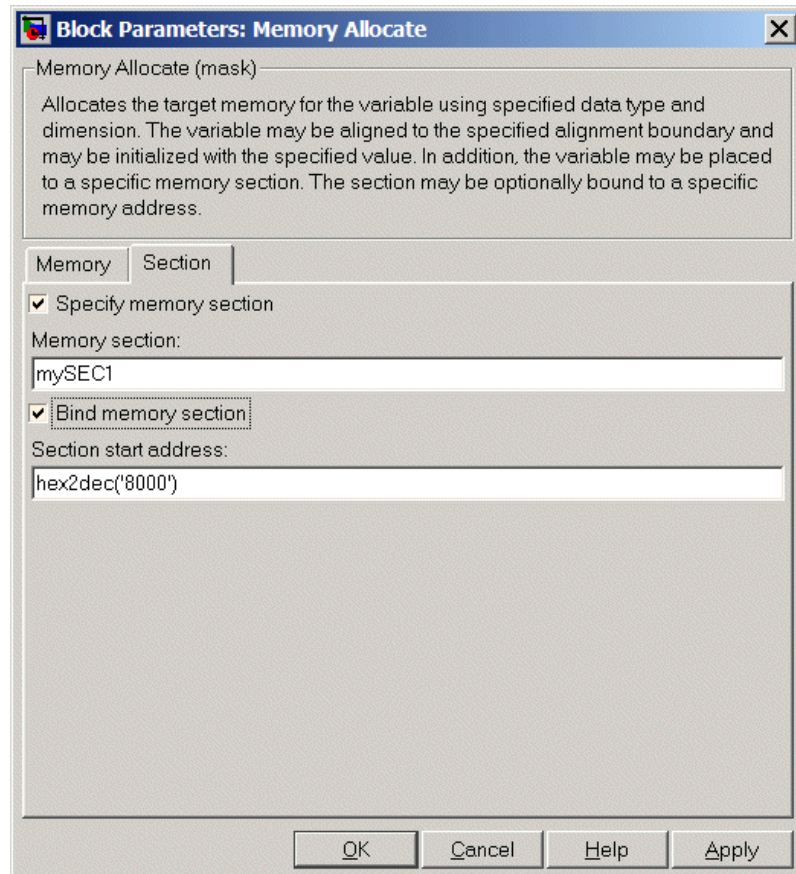 Block Parameters: Memory Allocate
Memory Allocate (mask)
Allocates the target memory for the variable using specified data type and
dimension. The variable may be aligned to the specified alignment boundary and
may be initialized with the specified value. In addition, the variable may be placed
to a specific memory section. The section may be optionally bound to a specific
memory address.
Memory Section
Specify memory section
Memory section:
mySEC1
Bind memory section
Section start address:
hex2dec('8000')
OK Cancel Help Apply